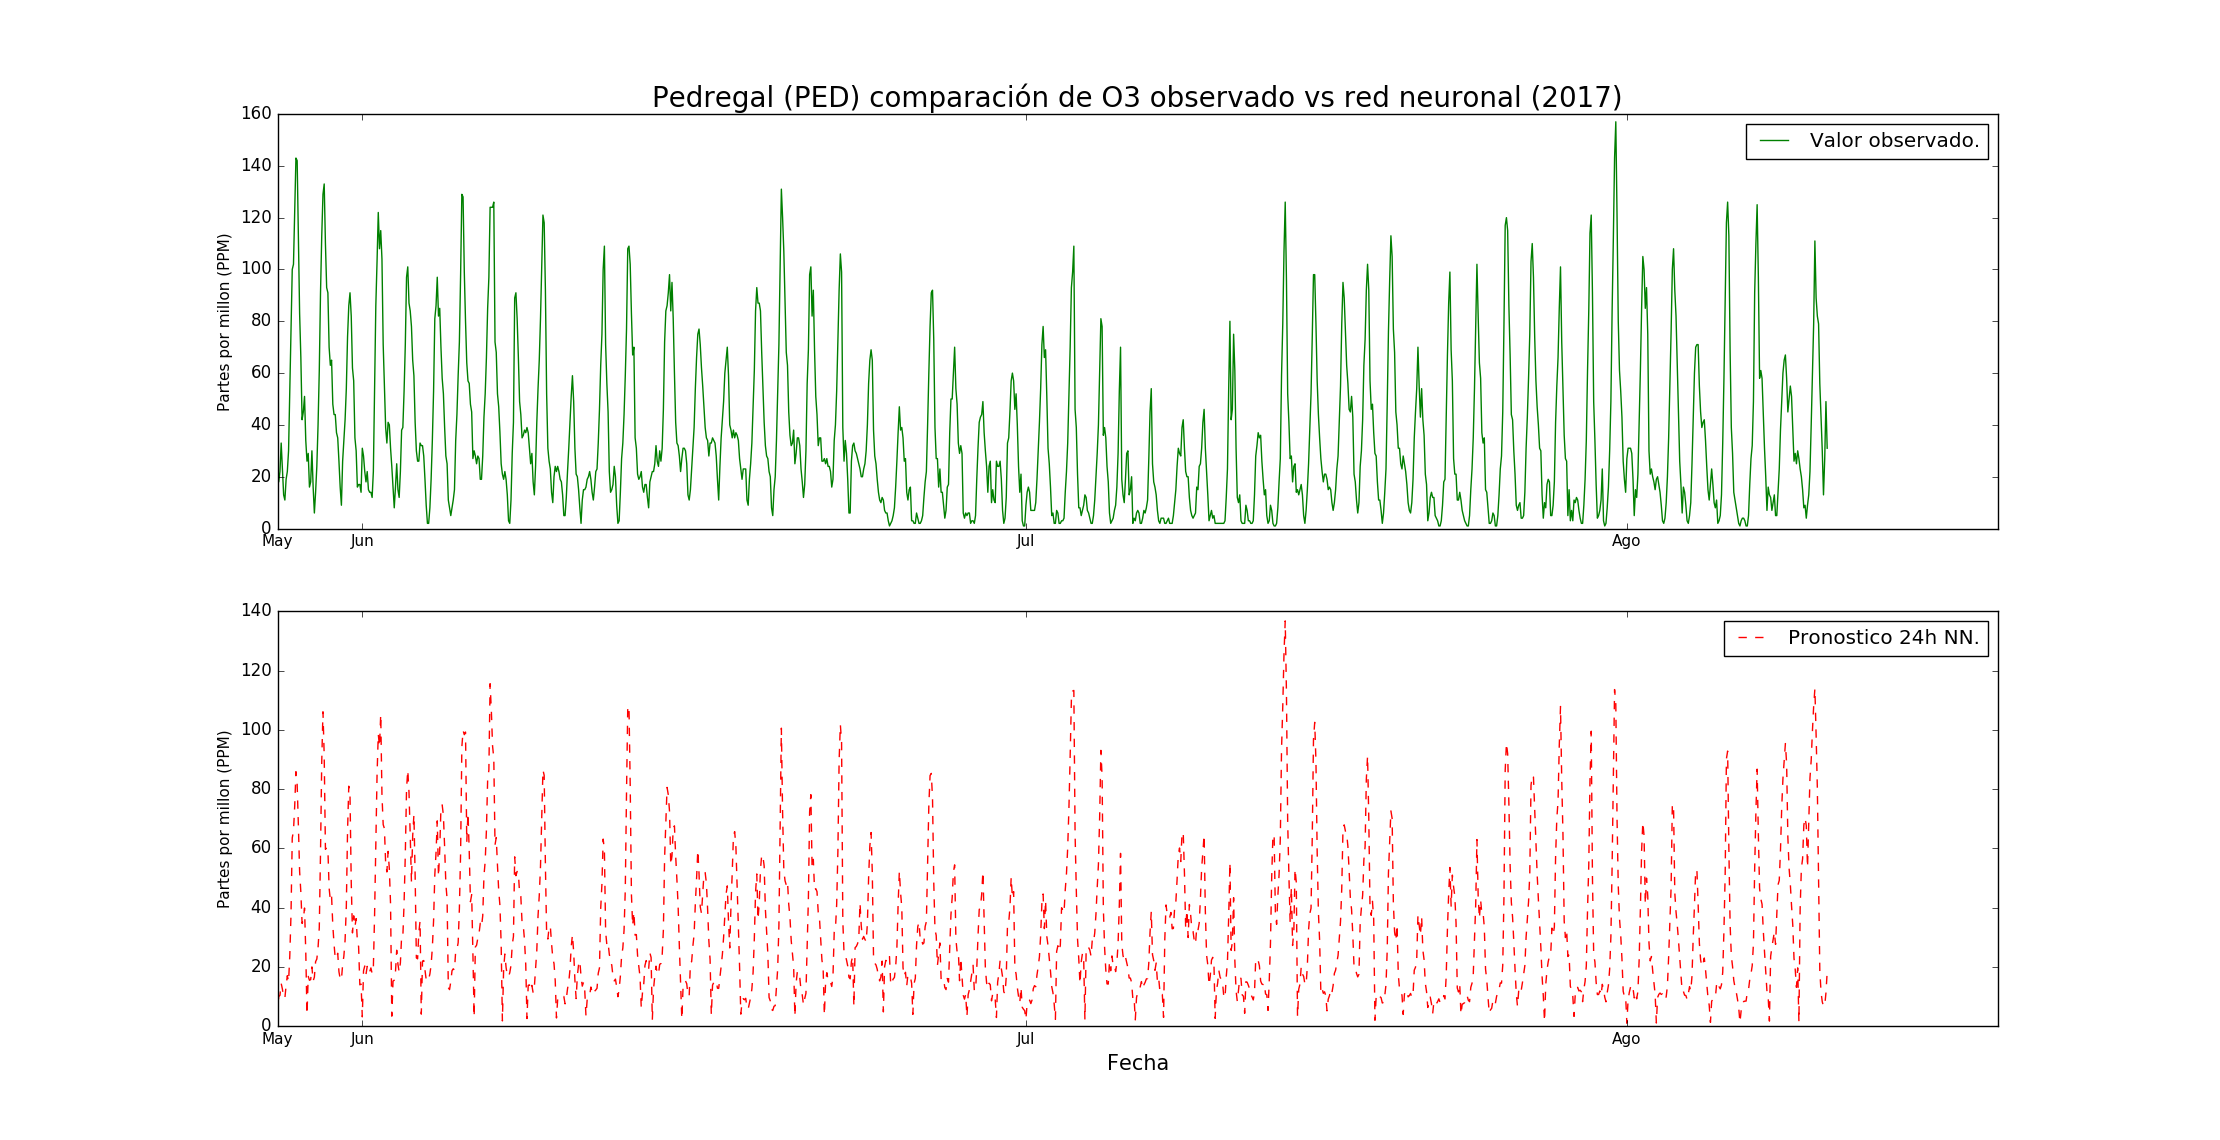 Pedregal (PED) comparación de O3 observado vs red neuronal (2017)
160
140
120
100
80
60
40
20
0
Partes por millon (PPM)
Valor observado.
May Jun Jul Ago
140
120
100
80
60
40
20
0
Partes por millon (PPM)
Pronostico 24h NN.
May Jun Jul Ago
Fecha